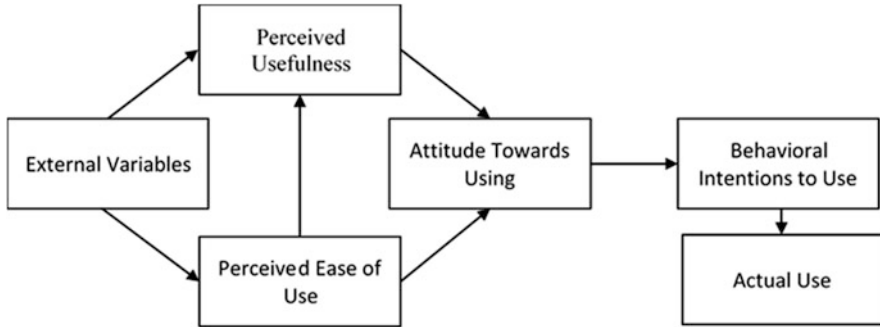 Perceived
Usefulness
External Variables
Attitude Towards
Using
Behavioral
Intentions to Use
Perceived Ease of
Use
Actual Use